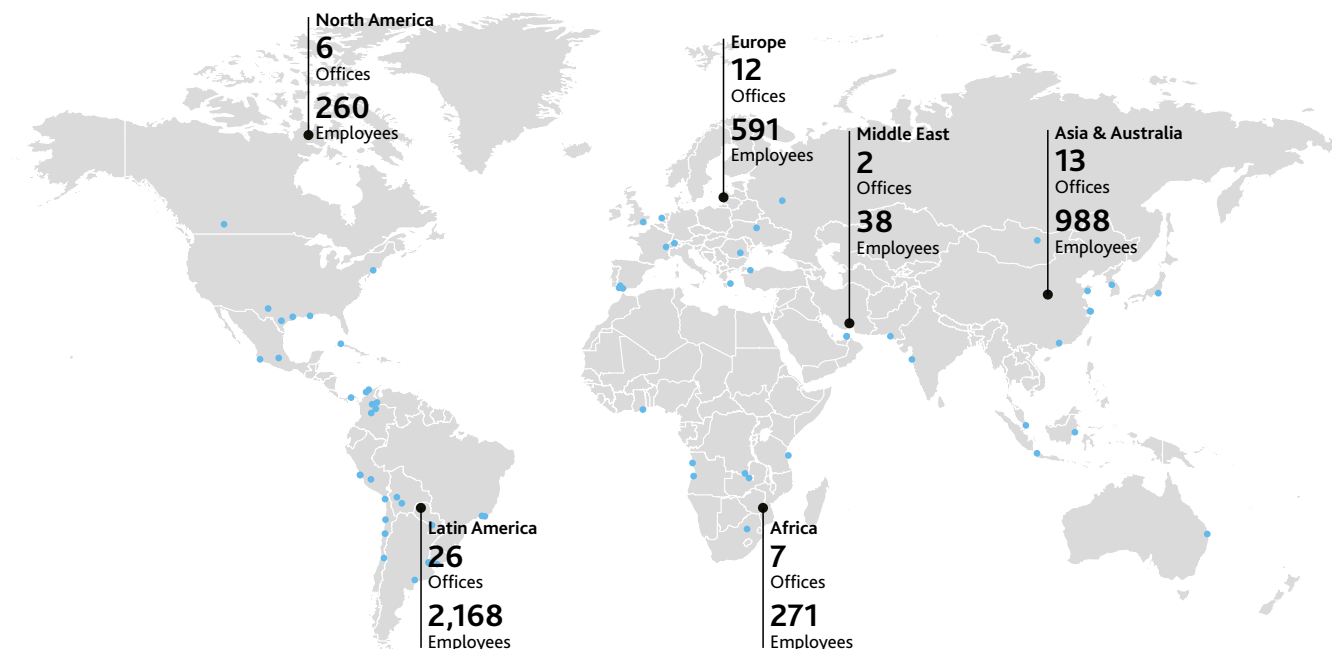 North America
6
Offices
260
Employees
Europe
12
Offices
591
Employees
Middle East
2
Offices
38
Employees
Asia & Australia
13
Offices
988
Employees
Latin America
26
Offices
2,168
Employees
Africa
7
Offices
271
Employees